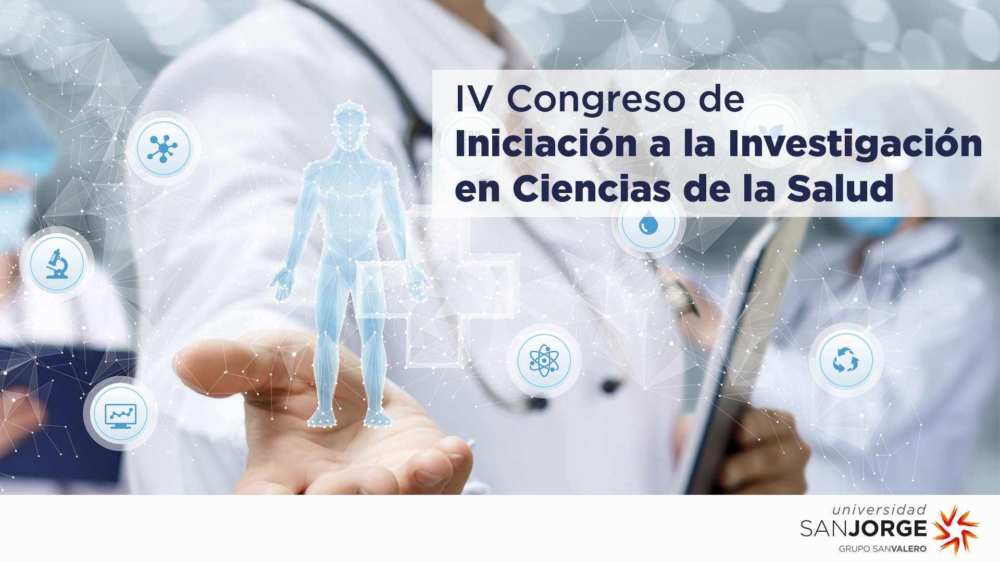 IV Congreso de
Iniciación a la Investigación
en Ciencias de la Salud
universidad
SANJORGE
GRUPO SANVALERO